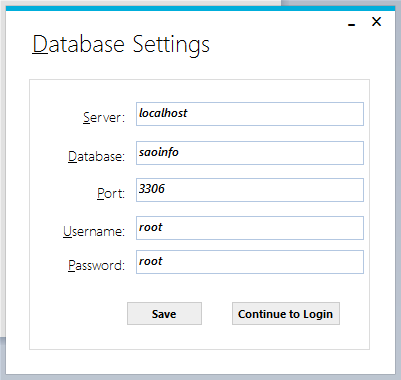 Database Settings
Server: localhost
Database: saoinfo
Port: 3306
Username: root
Password: root
Save Continue to Login